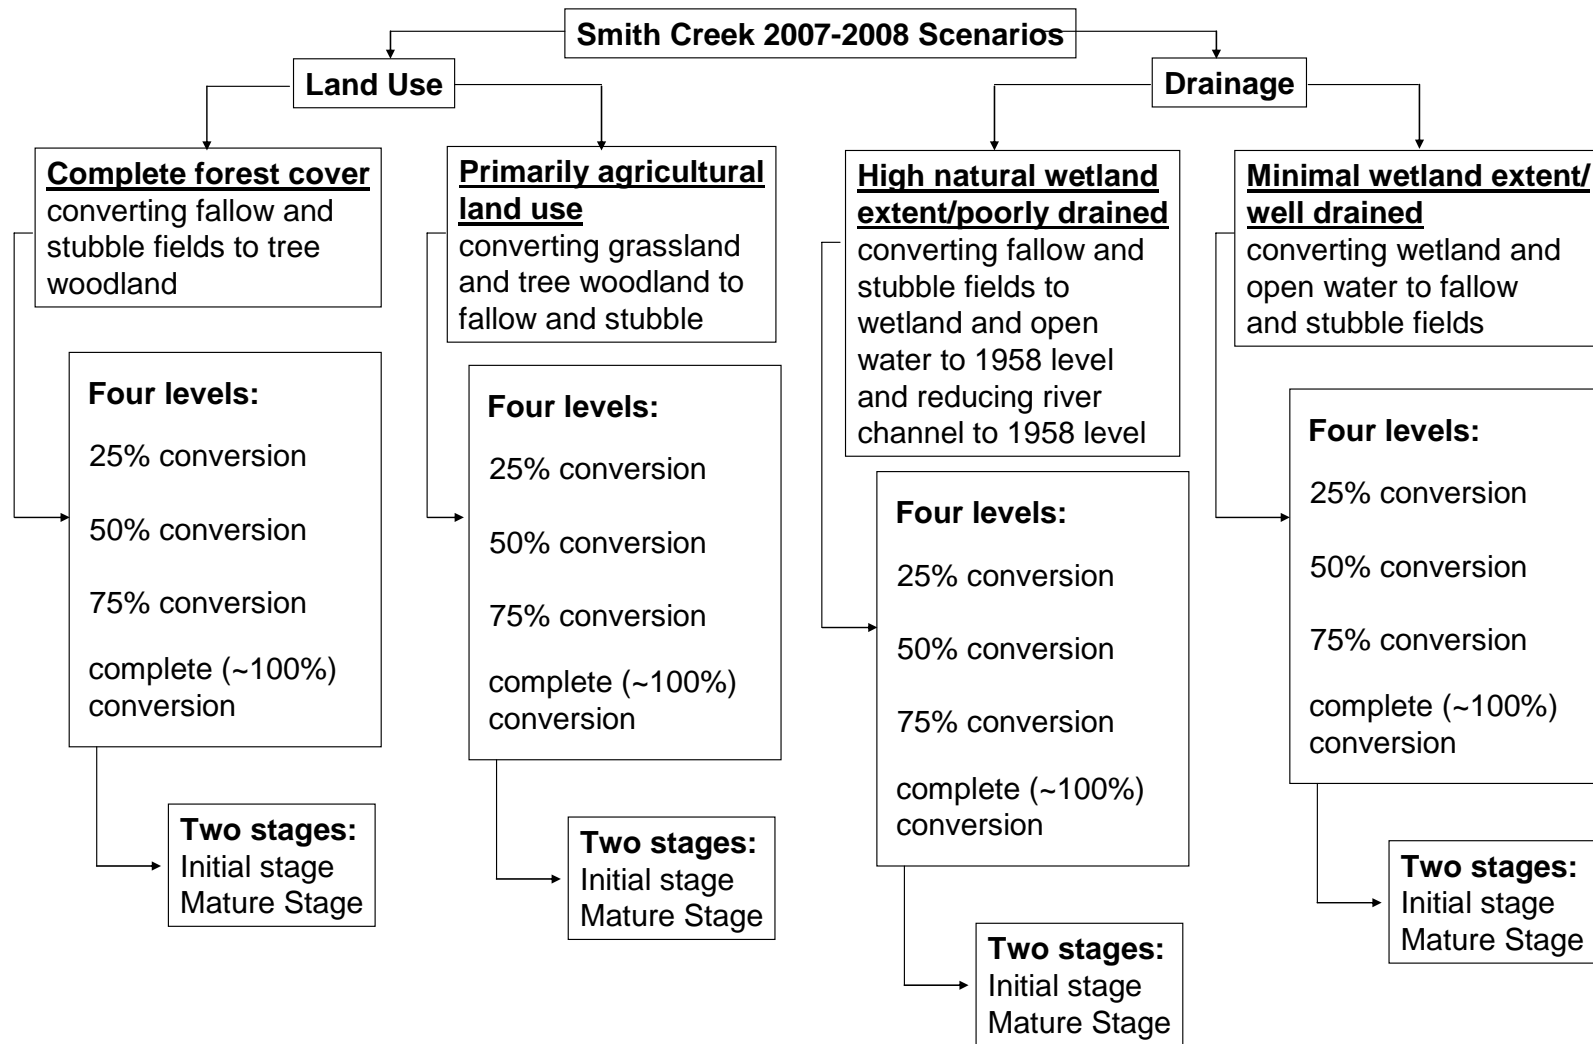 Smith Creek 2007-2008 Scenarios
Land Use
Drainage
Complete forest cover
converting fallow and
stubble fields to tree
woodland
Four levels:
25% conversion
50% conversion
75% conversion
complete (~100%)
conversion
Two stages:
Initial stage
Mature Stage
Primarily agricultural
land use
converting grassland
and tree woodland to
fallow and stubble
Four levels:
25% conversion
50% conversion
75% conversion
complete (~100%)
conversion
Two stages:
Initial stage
Mature Stage
High natural wetland
extent/poorly drained
converting fallow and
stubble fields to
wetland and open
water to 1958 level
and reducing river
channel to 1958 level
Four levels:
25% conversion
50% conversion
75% conversion
complete (~100%)
conversion
Two stages:
Initial stage
Mature Stage
Minimal wetland extent/
well drained
converting wetland and
open water to fallow
and stubble fields
Four levels:
25% conversion
50% conversion
75% conversion
complete (~100%)
conversion
Two stages:
Initial stage
Mature Stage